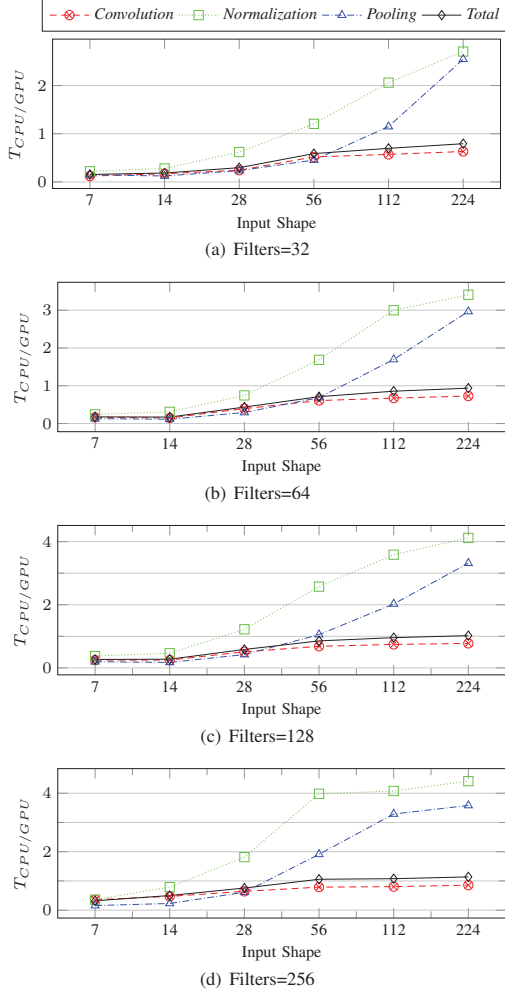 Convolution Normalization Pooling Total
2
1
0
T_{CPU/GPU}
7 14 28 56 112 224
Input Shape
(a) Filters=32
3
2
1
0
T_{CPU/GPU}
7 14 28 56 112 224
Input Shape
(b) Filters=64
4
2
0
T_{CPU/GPU}
7 14 28 56 112 224
Input Shape
(c) Filters=128
4
2
0
T_{CPU/GPU}
7 14 28 56 112 224
Input Shape
(d) Filters=256